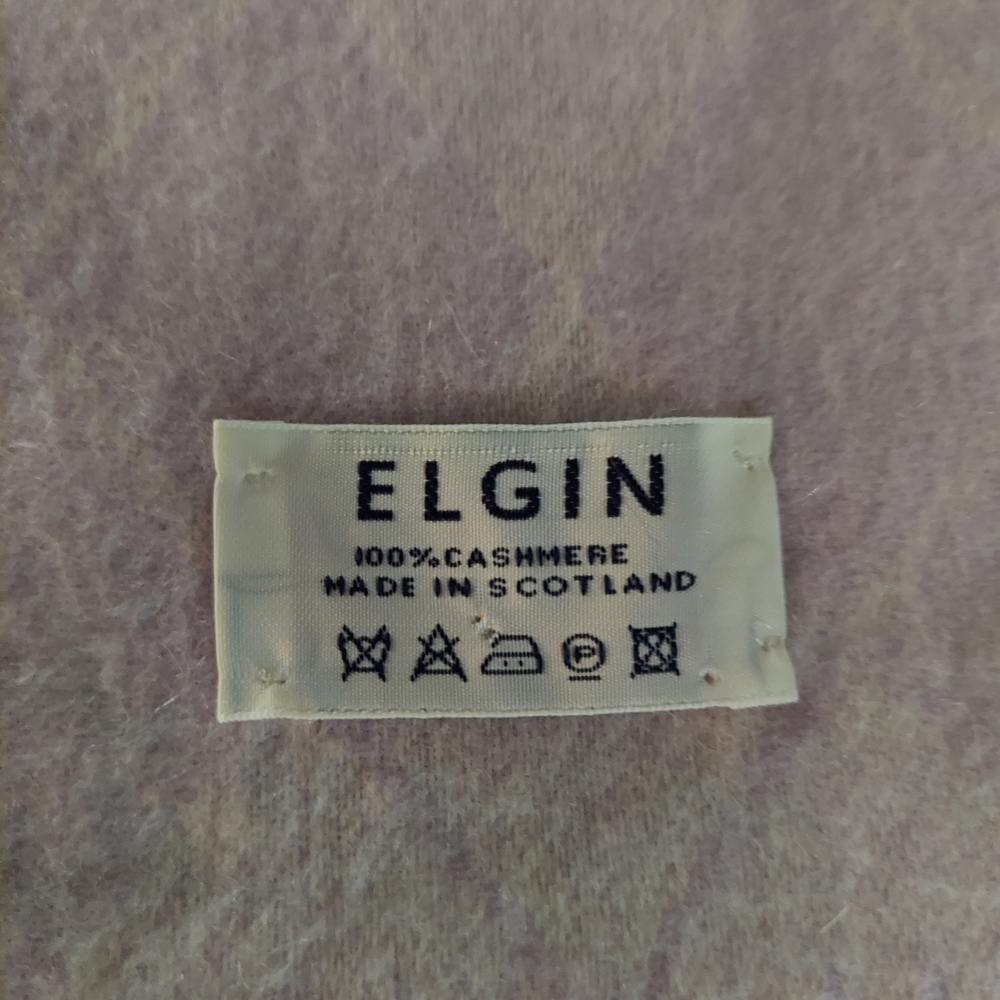 ELGIN
100% CASHMERE
MADE IN SCOTLAND
P